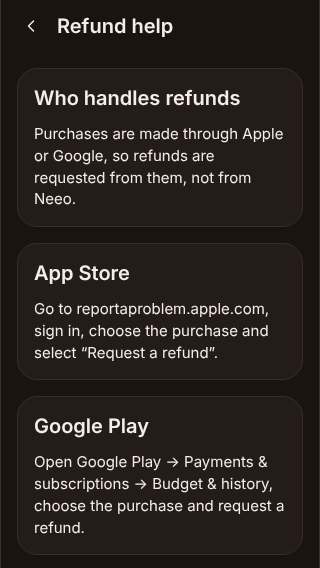 Refund help
Who handles refunds
Purchases are made through Apple
or Google, so refunds are
requested from them, not from
Neeo.
App Store
Go to reportaproblem.apple.com,
sign in, choose the purchase and
select “Request a refund”.
Google Play
Open Google Play → Payments &
subscriptions → Budget & history,
choose the purchase and request a
refund.